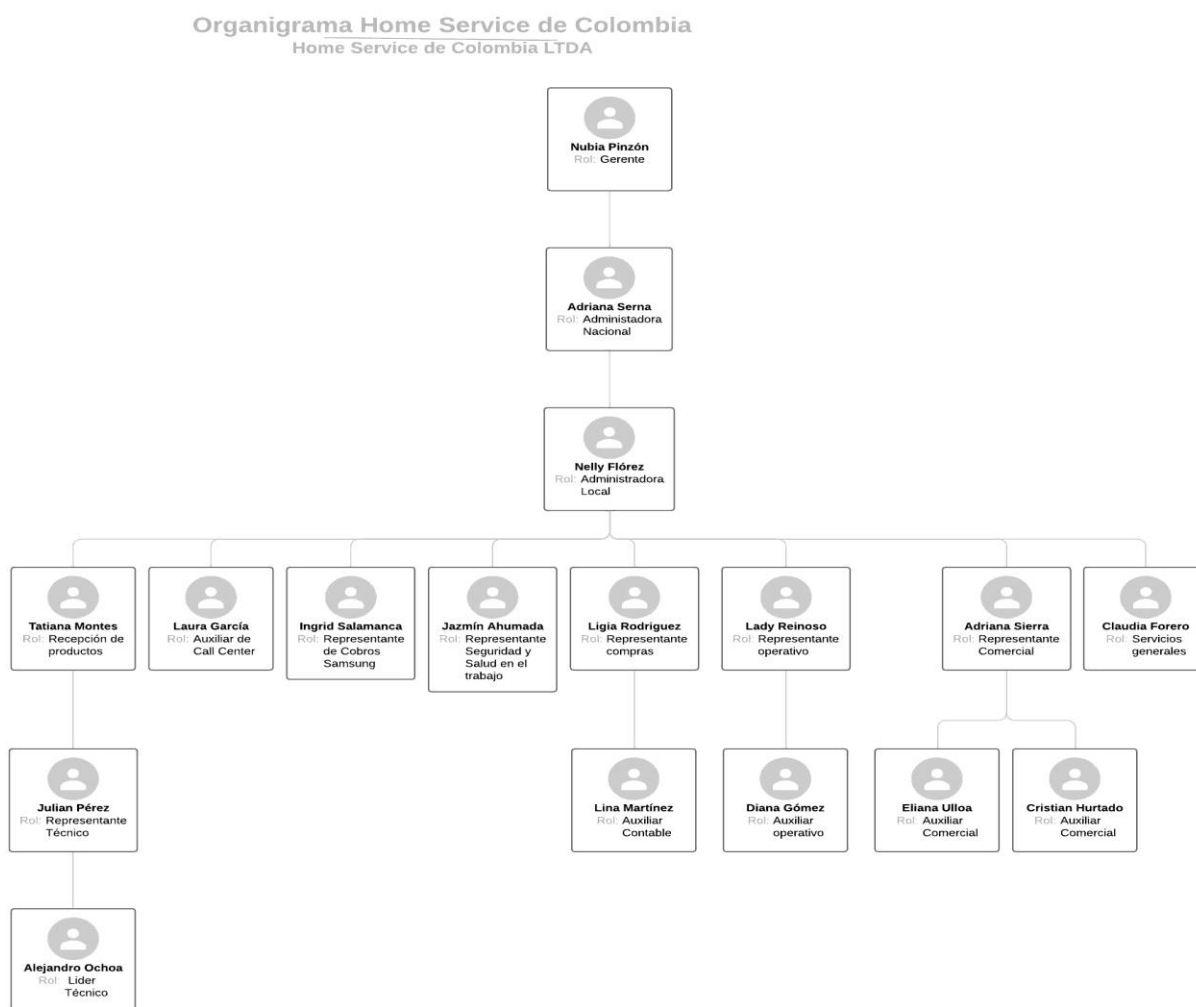 Organigrama Home Service de Colombia
Home Service de Colombia LTDA
Nubia Pinzón
Rol: Gerente
Adriana Serna
Rol: Administadora
Nacional
Nelly Flórez
Rol: Administradora
Local
Tatiana Montes
Rol: Recepción de
productos
Laura García
Rol: Auxiliar de
Call Center
Ingrid Salamanca
Rol: Representante
de Cobros
Samsung
Jazmín Ahumada
Rol: Representante
Seguridad y
Salud en el
trabajo
Ligia Rodriguez
Rol: Representante
compras
Lady Reinoso
Rol: Representante
operativo
Adriana Sierra
Rol: Representante
Comercial
Claudia Forero
Rol: Servicios
generales
Julian Pérez
Rol: Representante
Técnico
Lina Martínez
Rol: Auxiliar
Contable
Diana Gómez
Rol: Auxiliar
operativo
Eliana Ulloa
Rol: Auxiliar
Comercial
Cristian Hurtado
Rol: Auxiliar
Comercial
Alejandro Ochoa
Rol: Lider
Técnico